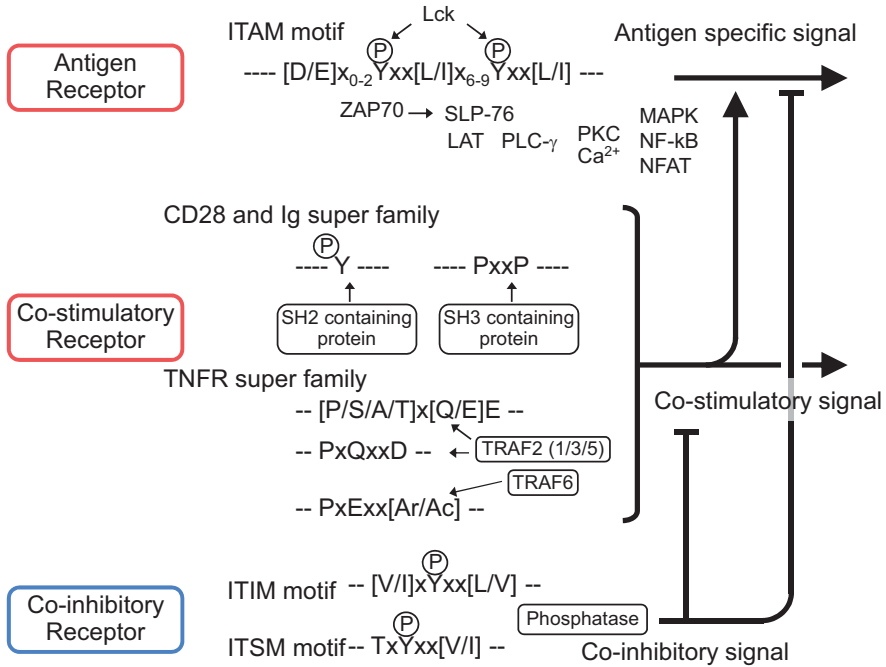 Antigen
Receptor
ITAM motif
Lck
P
P
---- [D/E]x0-2Yxx[L/I]x6-9Yxx[L/I] ---
ZAP70
SLP-76
LAT PLC-γ
PKC
Ca2+
MAPK
NF-kB
NFAT
Antigen specific signal
Co-stimulatory
Receptor
CD28 and Ig super family
P
---- Y ----
---- PxxP ----
SH2 containing
protein
SH3 containing
protein
TNFR super family
-- [P/S/A/T]x[Q/E]E --
-- PxQxxD --
TRAF2 (1/3/5)
TRAF6
-- PxExx[Ar/Ac] --
Co-stimulatory signal
Co-inhibitory
Receptor
P
ITIM motif -- [V/I]xYxx[L/V] --
P
ITSM motif-- TxYxx[V/I] --
Phosphatase
Co-inhibitory signal